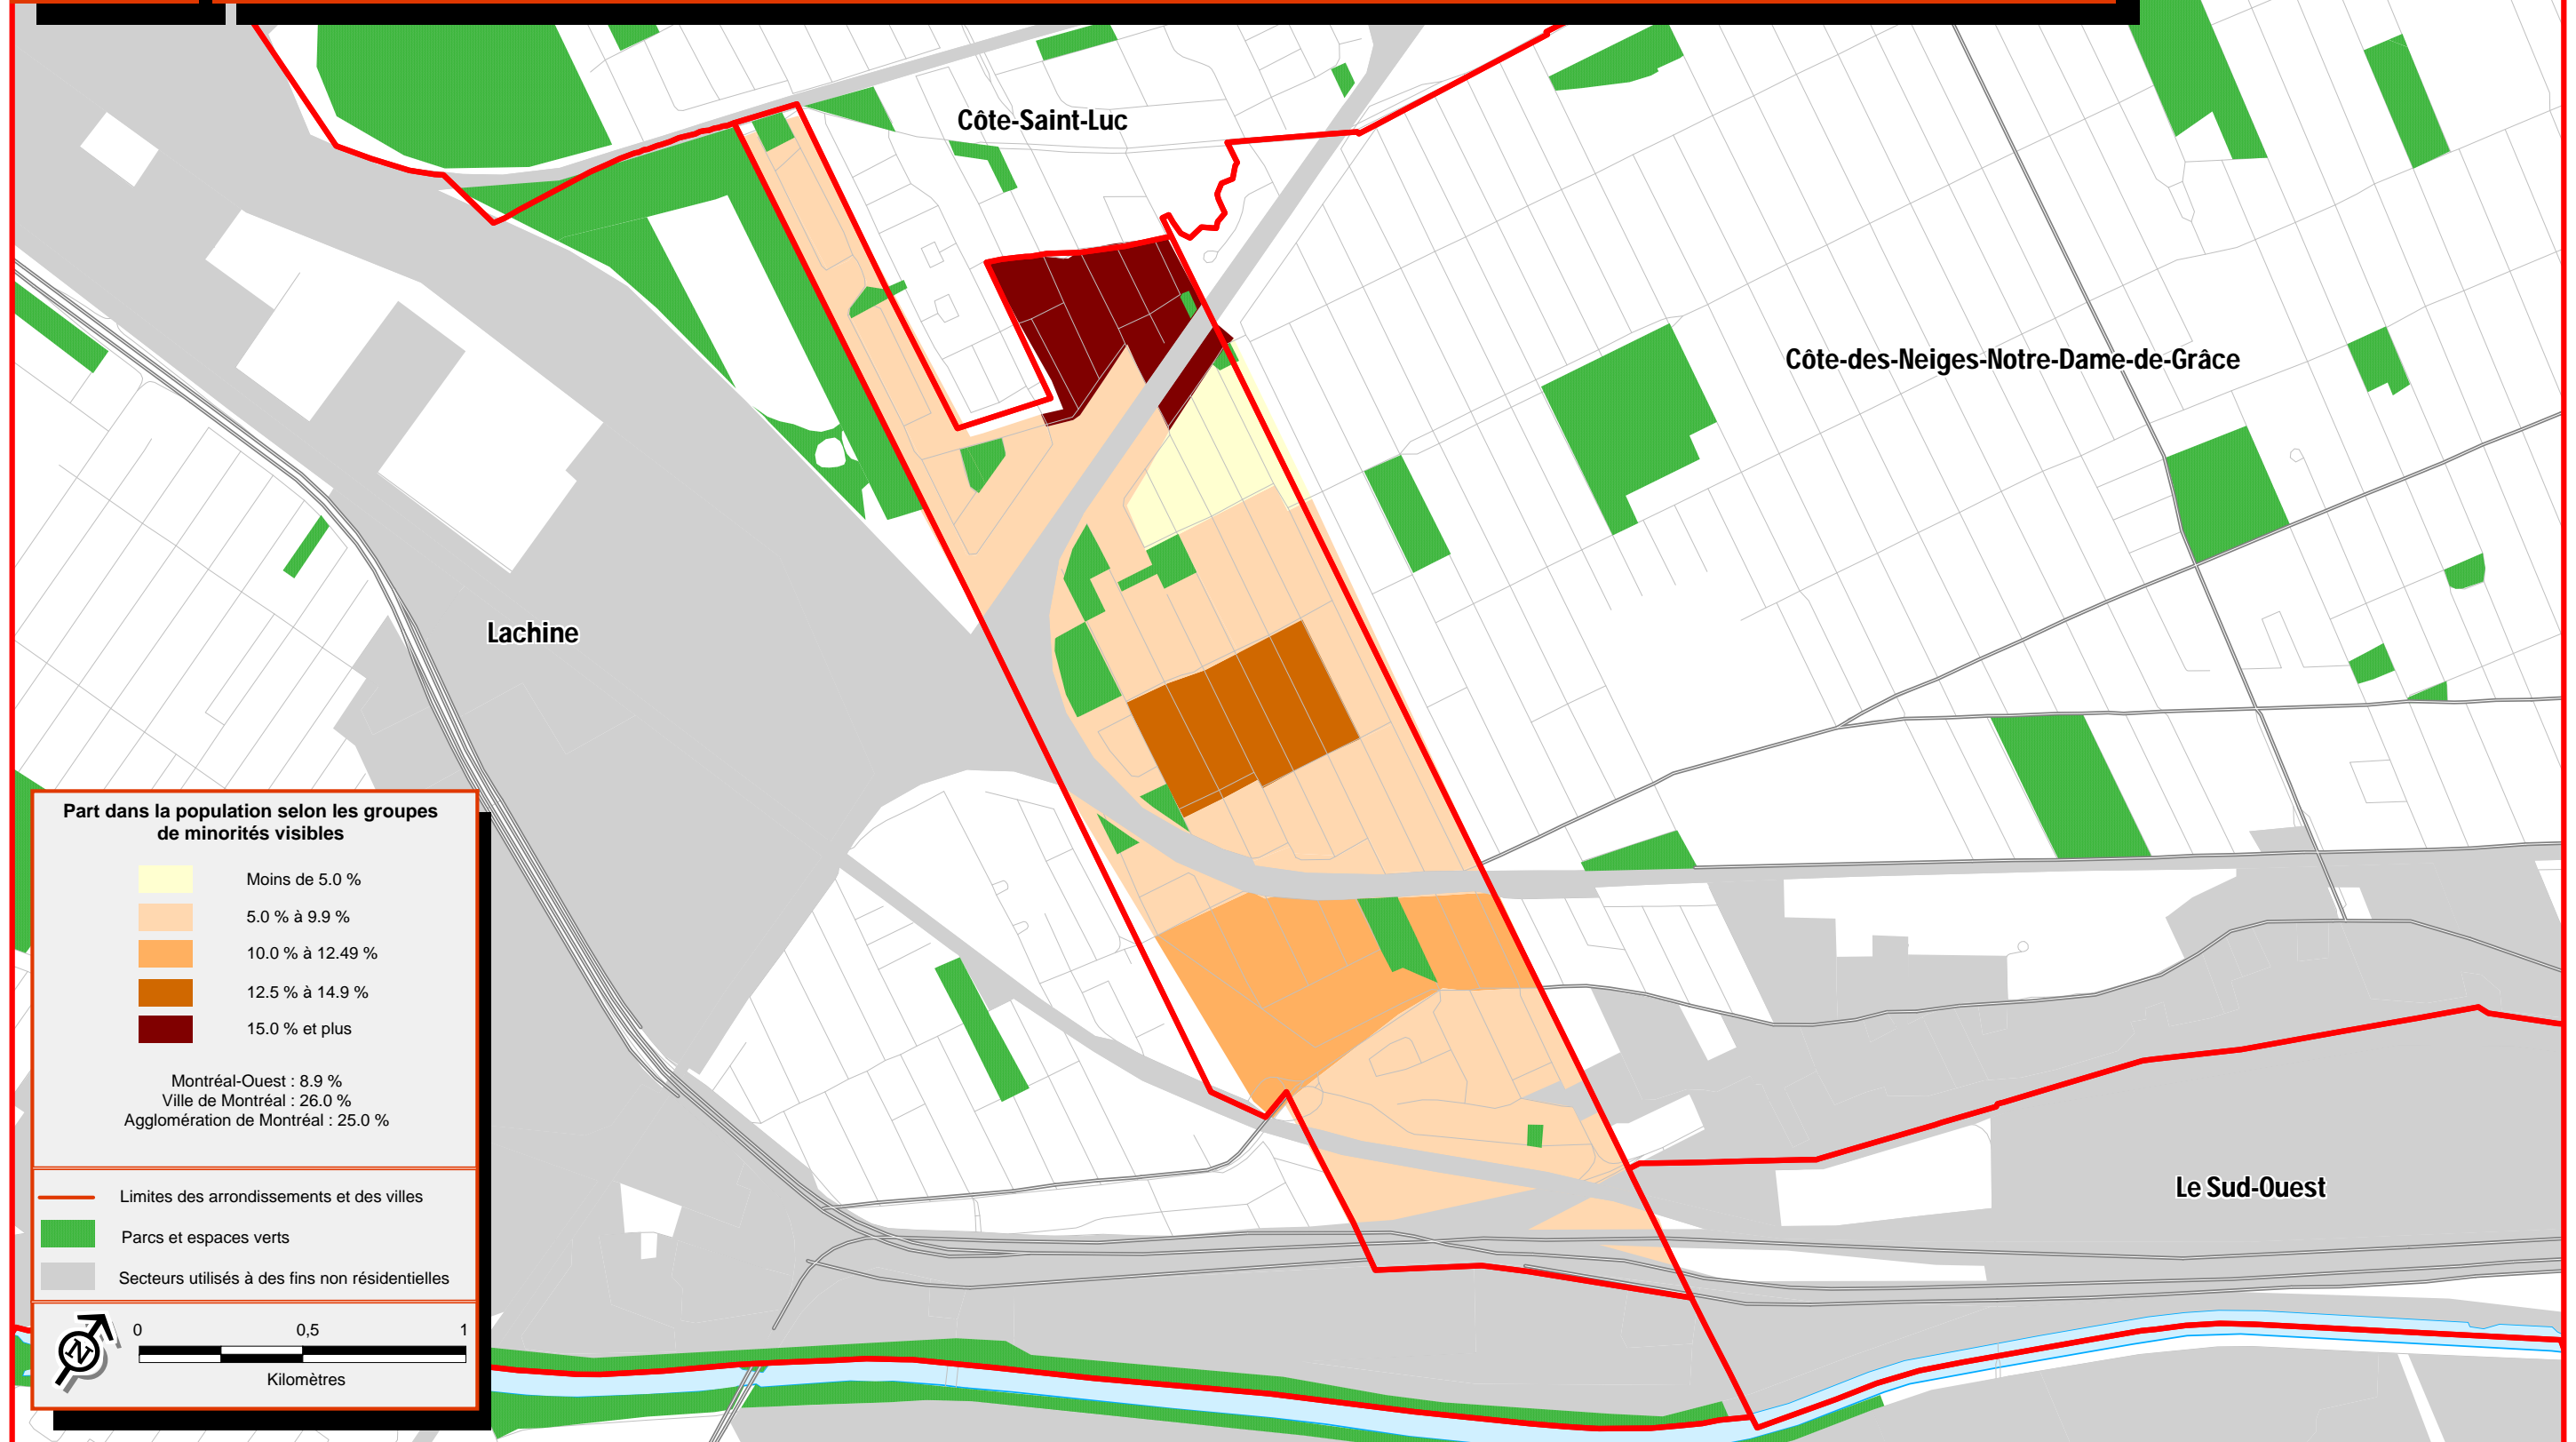 Côte-Saint-Luc
Côte-des-Neiges-Notre-Dame-de-Grâce
Lachine
Le Sud-Ouest
Part dans la population selon les groupes
de minorités visibles
Moins de 5.0 %
5.0 % à 9.9 %
10.0 % à 12.49 %
12.5 % à 14.9 %
15.0 % et plus
Montréal-Ouest : 8.9 %
Ville de Montréal : 26.0 %
Agglomération de Montréal : 25.0 %
Limites des arrondissements et des villes
Parcs et espaces verts
Secteurs utilisés à des fins non résidentielles
N
0 0,5 1
Kilomètres